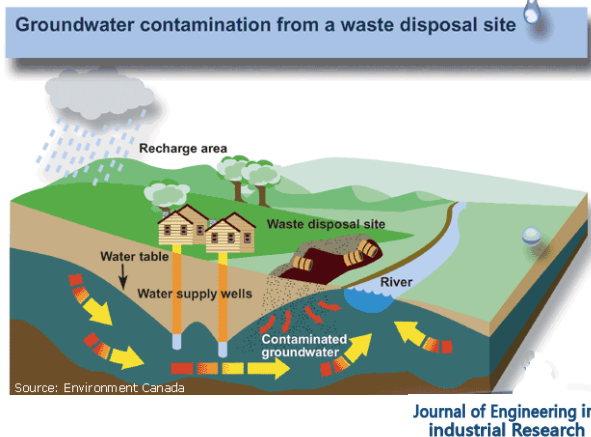 Groundwater contamination from a waste disposal site
Recharge area
Waste disposal site
Water table
Water supply wells
River
Contaminated
groundwater
Source: Environment Canada
Journal of Engineering in
industrial Research